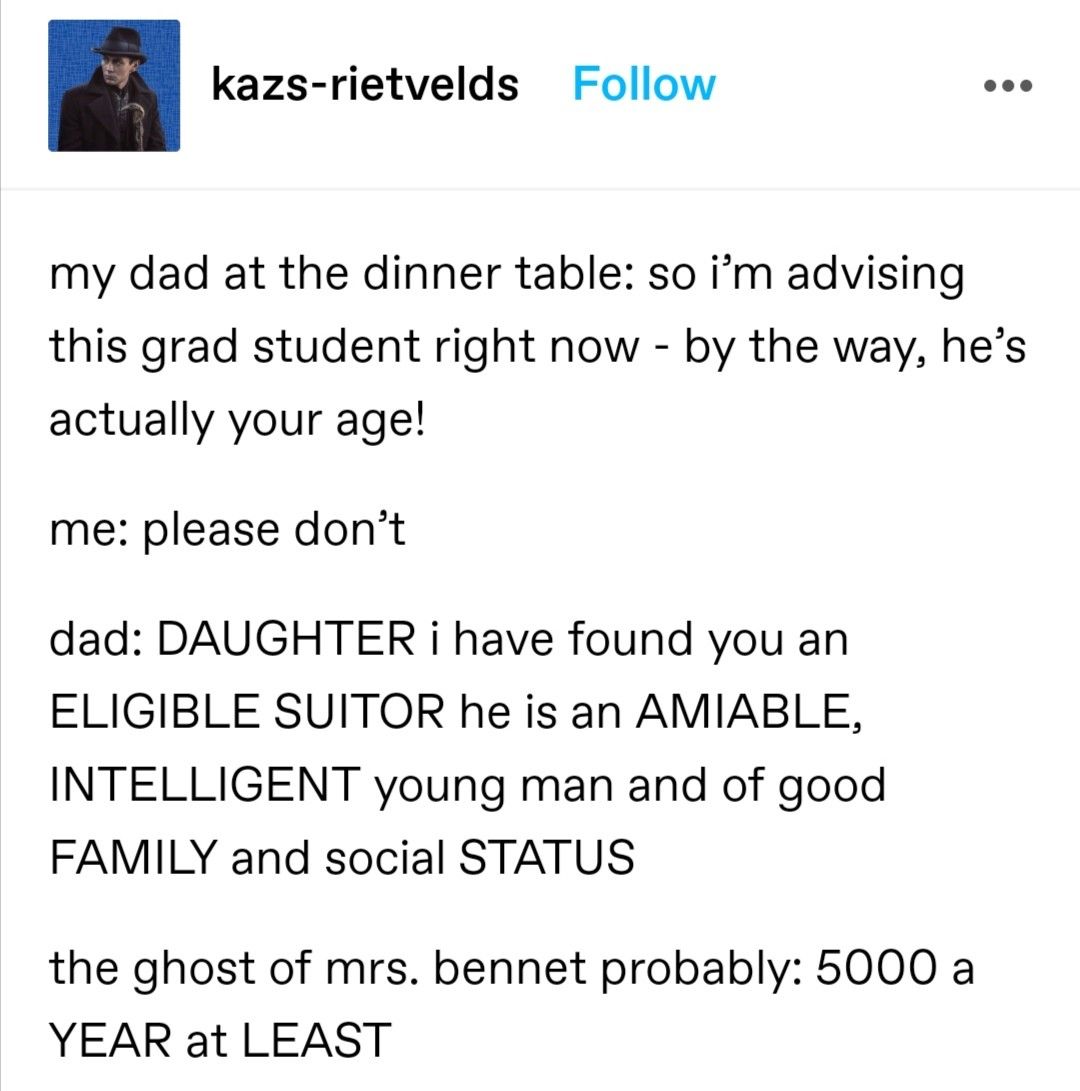 kazs-rietvelds Follow
my dad at the dinner table: so i’m advising
this grad student right now - by the way, he’s
actually your age!
me: please don’t
dad: DAUGHTER i have found you an
ELIGIBLE SUITOR he is an AMIABLE,
INTELLIGENT young man and of good
FAMILY and social STATUS
the ghost of mrs. bennet probably: 5000 a
YEAR at LEAST